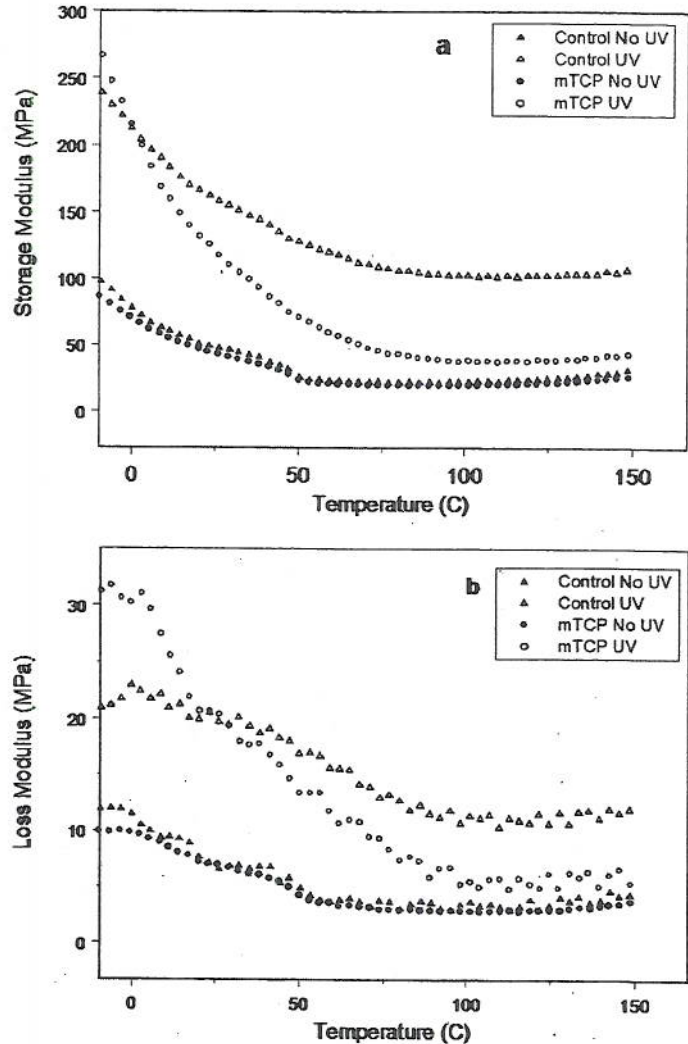 300
250
200
150
100
50
0
Storage Modulus (MPa)
a
Control No UV
Control UV
mTCP No UV
mTCP UV
0 50 100 150
Temperature (C)
30
20
10
0
Loss Modulus (MPa)
b
Control No UV
Control UV
mTCP No UV
mTCP UV
0 50 100 150
Temperature (C)